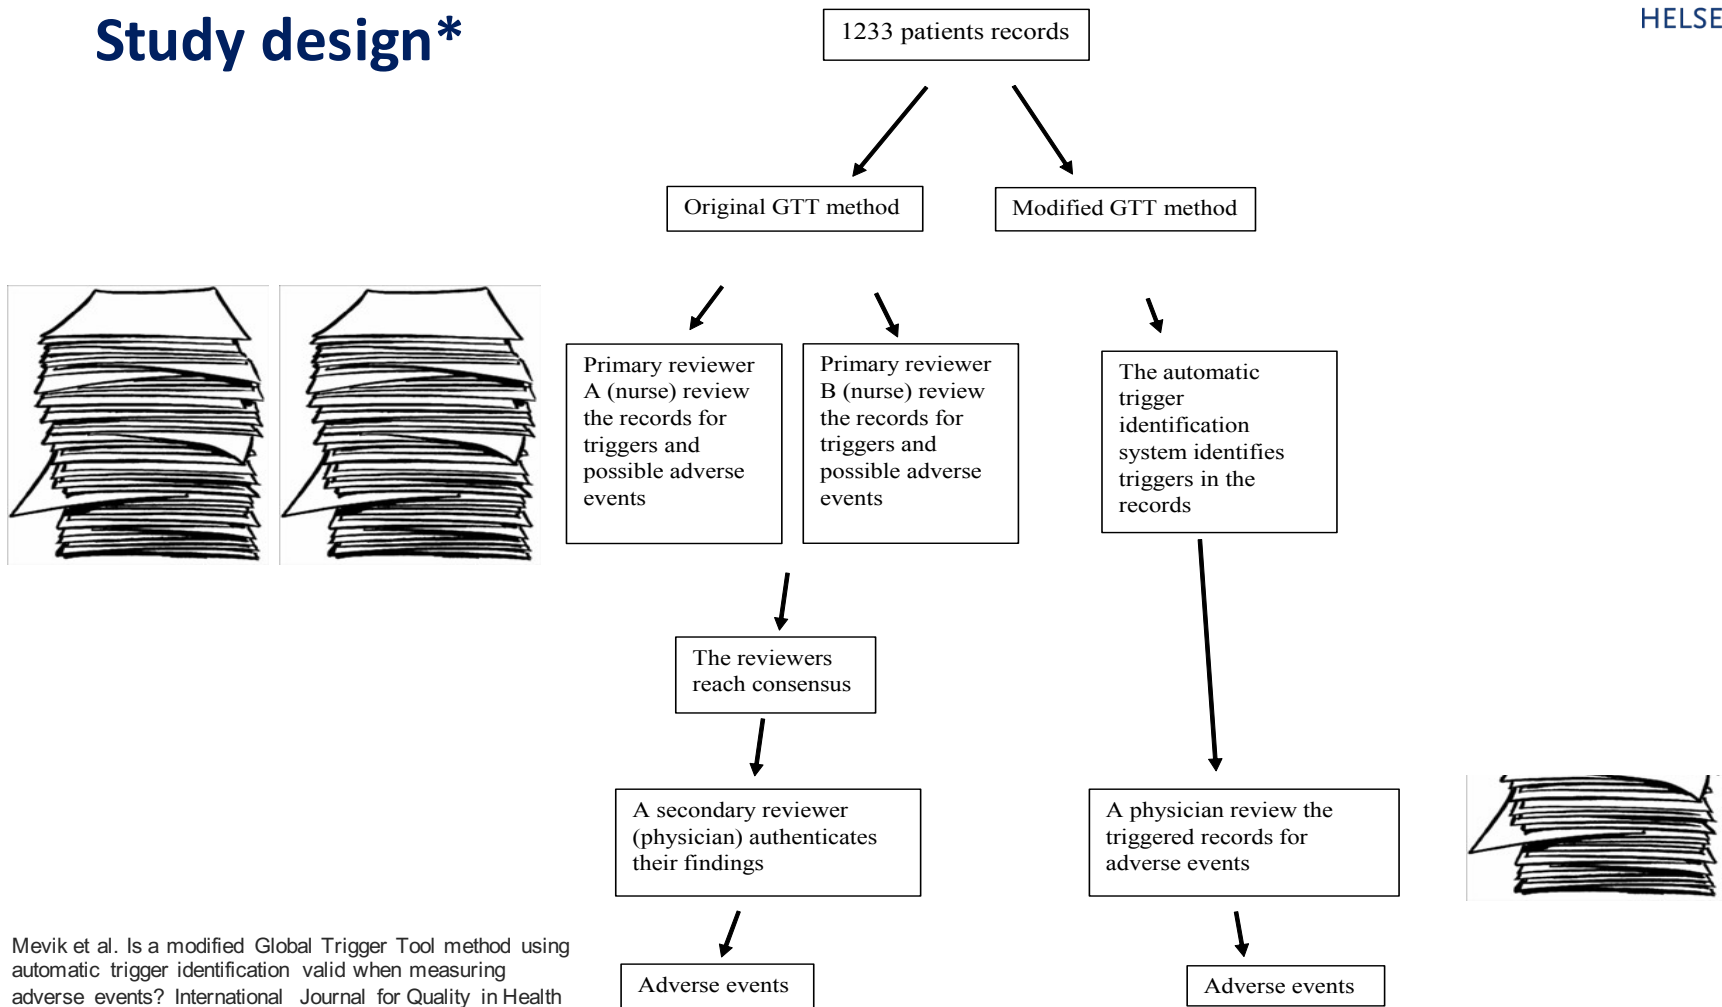 Study design*
HELSE
1233 patients records
Original GTT method
Modified GTT method
Primary reviewer
A (nurse) review
the records for
triggers and
possible adverse
events
Primary reviewer
B (nurse) review
the records for
triggers and
possible adverse
events
The automatic
trigger
identification
system identifies
triggers in the
records
The reviewers
reach consensus
A secondary reviewer
(physician) authenticates
their findings
A physician review the
triggered records for
adverse events
Adverse events
Adverse events
Mevik et al. Is a modified Global Trigger Tool method using
automatic trigger identification valid when measuring
adverse events? International Journal for Quality in Health